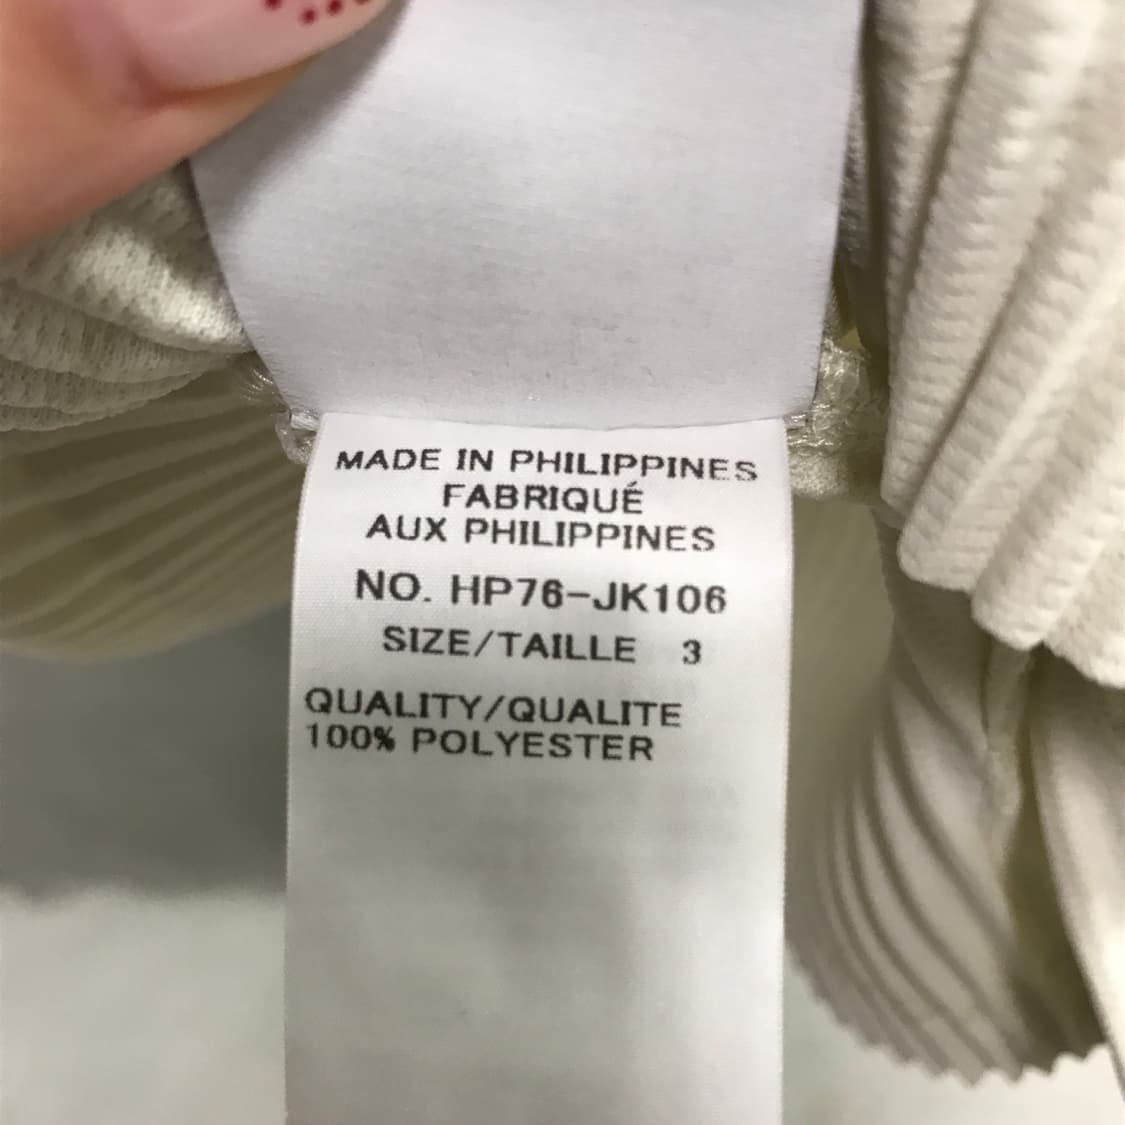 MADE IN PHILIPPINES
FABRIQUÉ
AUX PHILIPPINES
NO. HP76-JK106
SIZE/TAILLE 3
QUALITY/QUALITE
100% POLYESTER